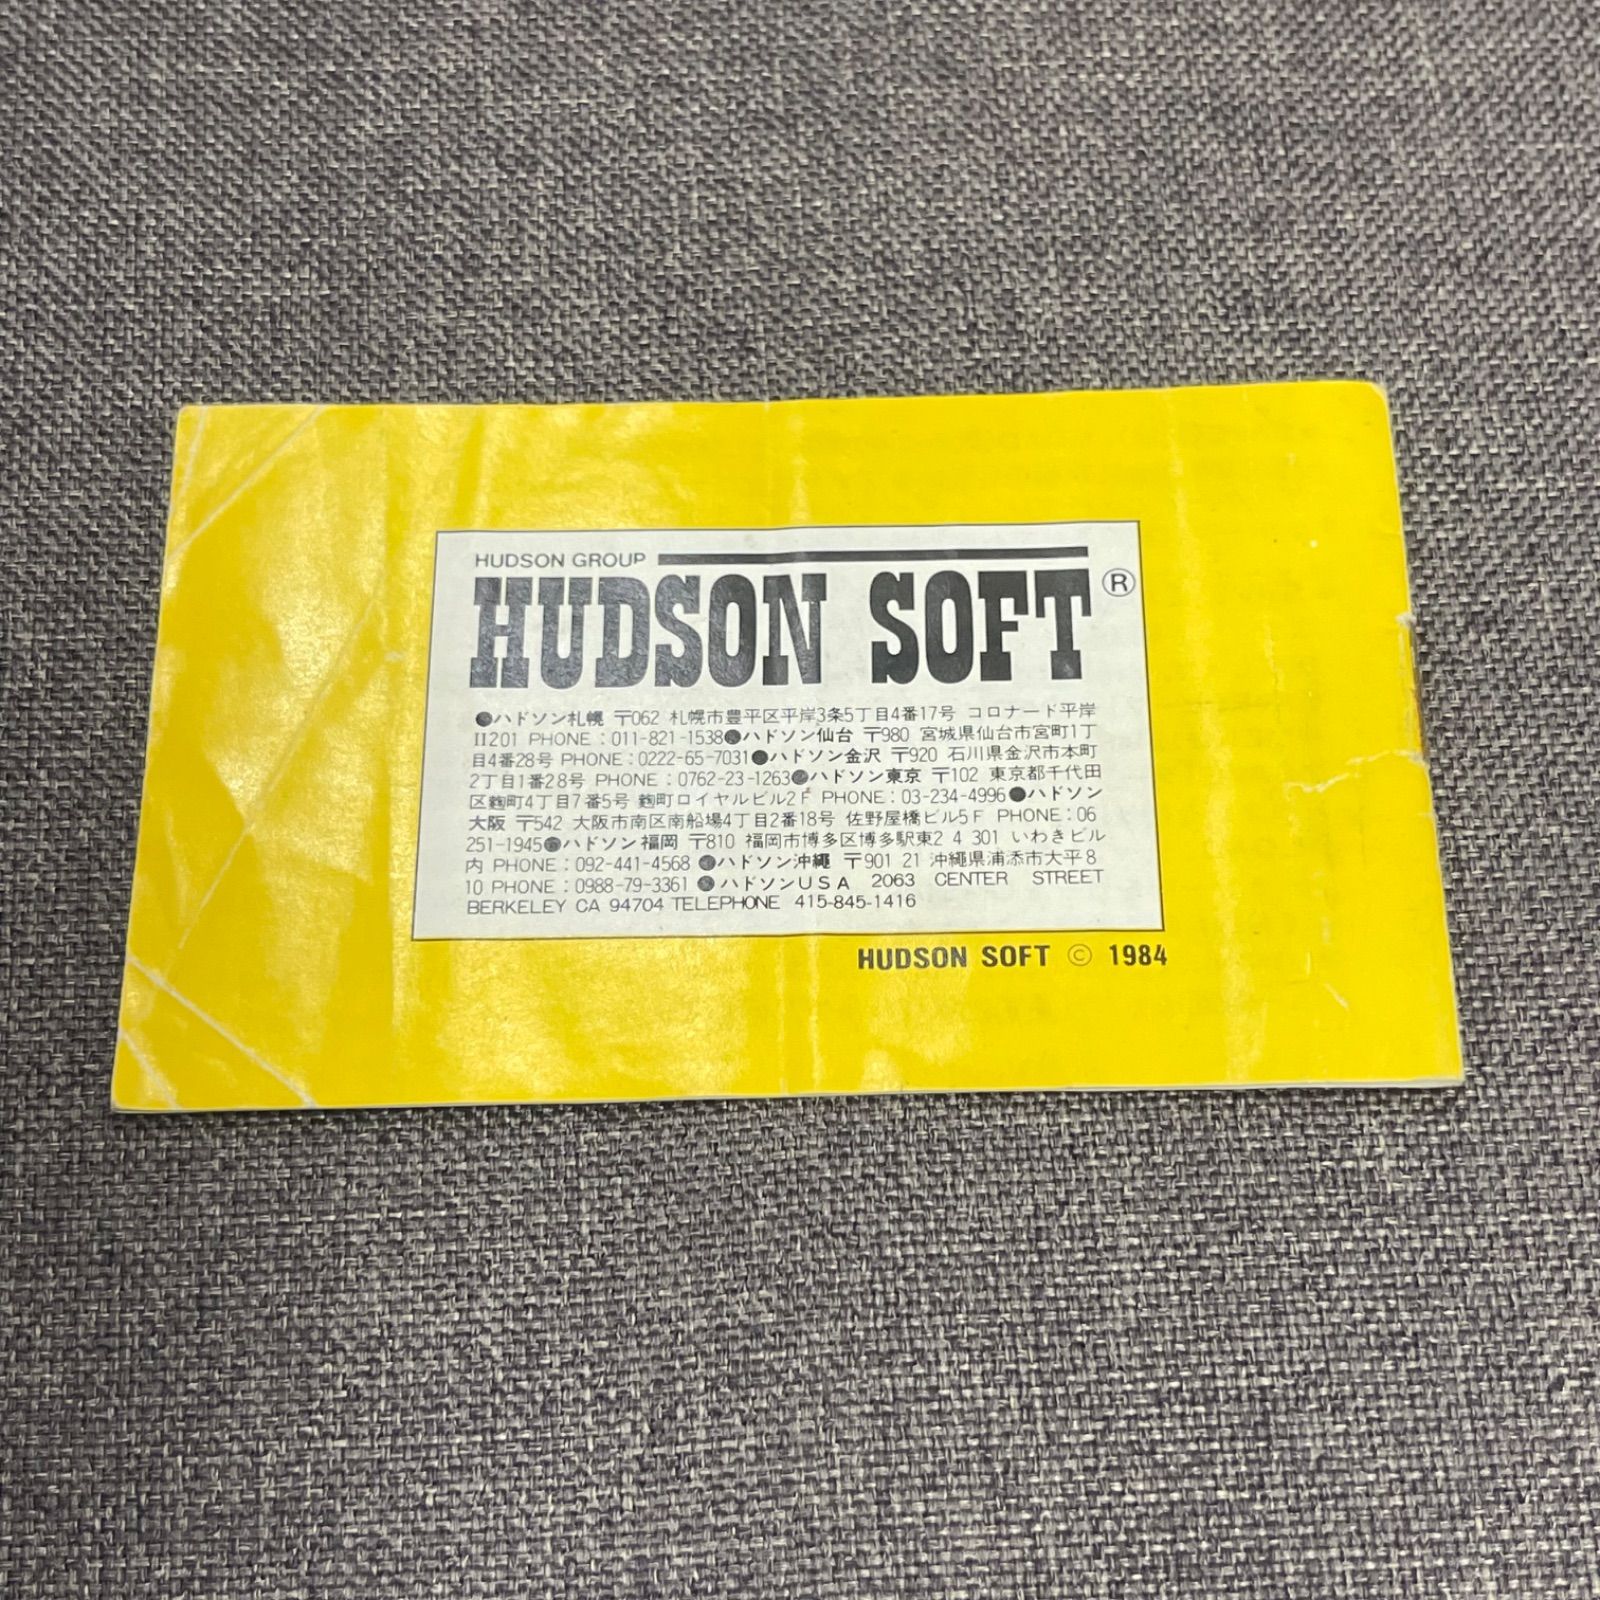 HUDSON GROUP
HUDSON SOFT®
●ハドソン札幌 〒062 札幌市豊平区平岸3条5丁目4番17号 コロナード平岸
II201 PHONE : 011-821-1538●ハドソン仙台 〒980 宮城県仙台市宮町1丁
目4番28号 PHONE : 0222-65-7031●ハドソン金沢 〒920 石川県金沢市本町
2丁目1番28号 PHONE : 0762-23-1263●ハドソン東京 〒102 東京都千代田
区麹町4丁目7番5号 麹町ロイヤルビル2F PHONE : 03-234-4996●ハドソン
大阪 〒542 大阪市南区南船場4丁目2番18号 佐野屋橋ビル5F PHONE : 06
251-1945●ハドソン福岡 〒810 福岡市博多区博多駅東2 4 301 いわきビル
内 PHONE : 092-441-4568 ●ハドソン沖縄 〒901 21 沖縄県浦添市大平8
10 PHONE : 0988-79-3361 ●ハドソンUSA 2063 CENTER STREET
BERKELEY CA 94704 TELEPHONE 415-845-1416
HUDSON SOFT © 1984